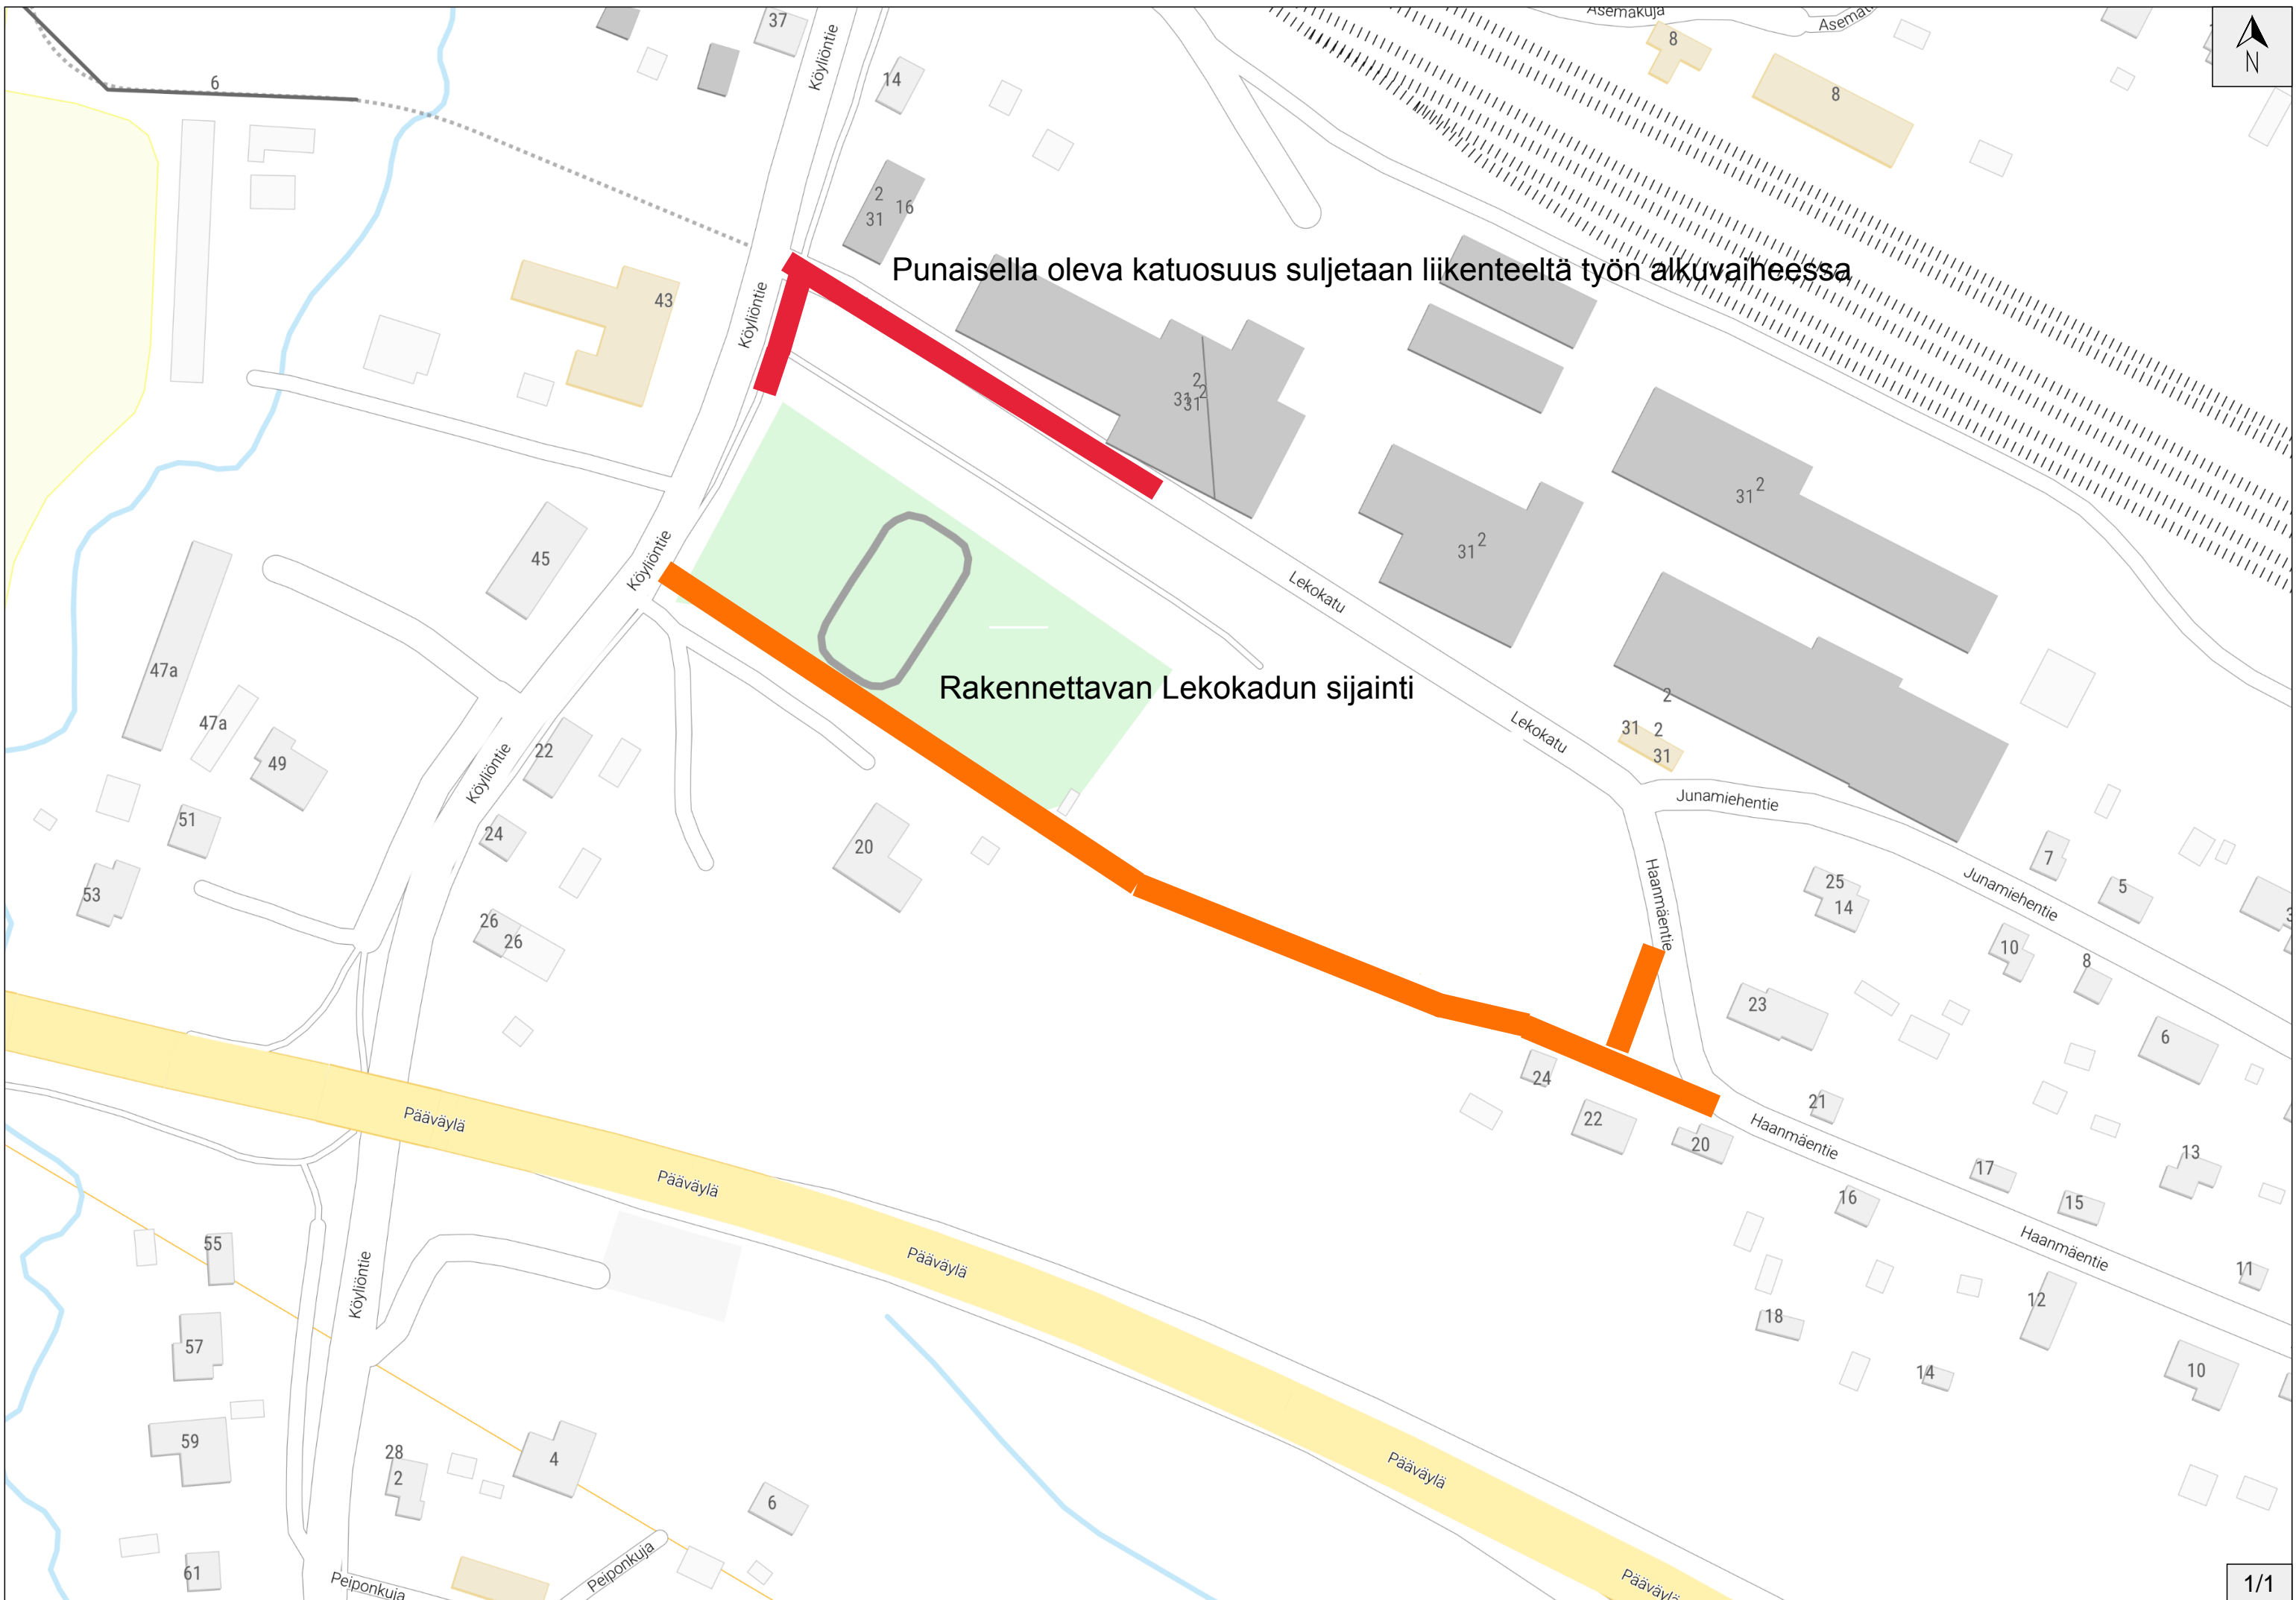 Asemakuja
37
Köyliöntie
8
N
6
14
8
2
31
16
Punaisella oleva katuosuus suljetaan liikenteeltä työn alkuvaiheessa
43
Köyliöntie
2
31
2
31
2
31
2
31
45
Köyliöntie
Lekokatu
47a
Rakennettavan Lekokadun sijainti
2
47a
22
Lekokatu
31
2
31
49
Köyliöntie
Junamiehentie
51
24
20
7
Haanmäentie
25
14
Junamiehentie
5
53
26
26
10
8
23
6
24
Pääväylä
22
21
20
Haanmäentie
13
17
Pääväylä
16
15
55
Köyliöntie
Pääväylä
Haanmäentie
11
12
18
57
14
10
59
28
2
4
Pääväylä
6
61
Peiponkuja
Peiponkuja
Pääväylä
1/1